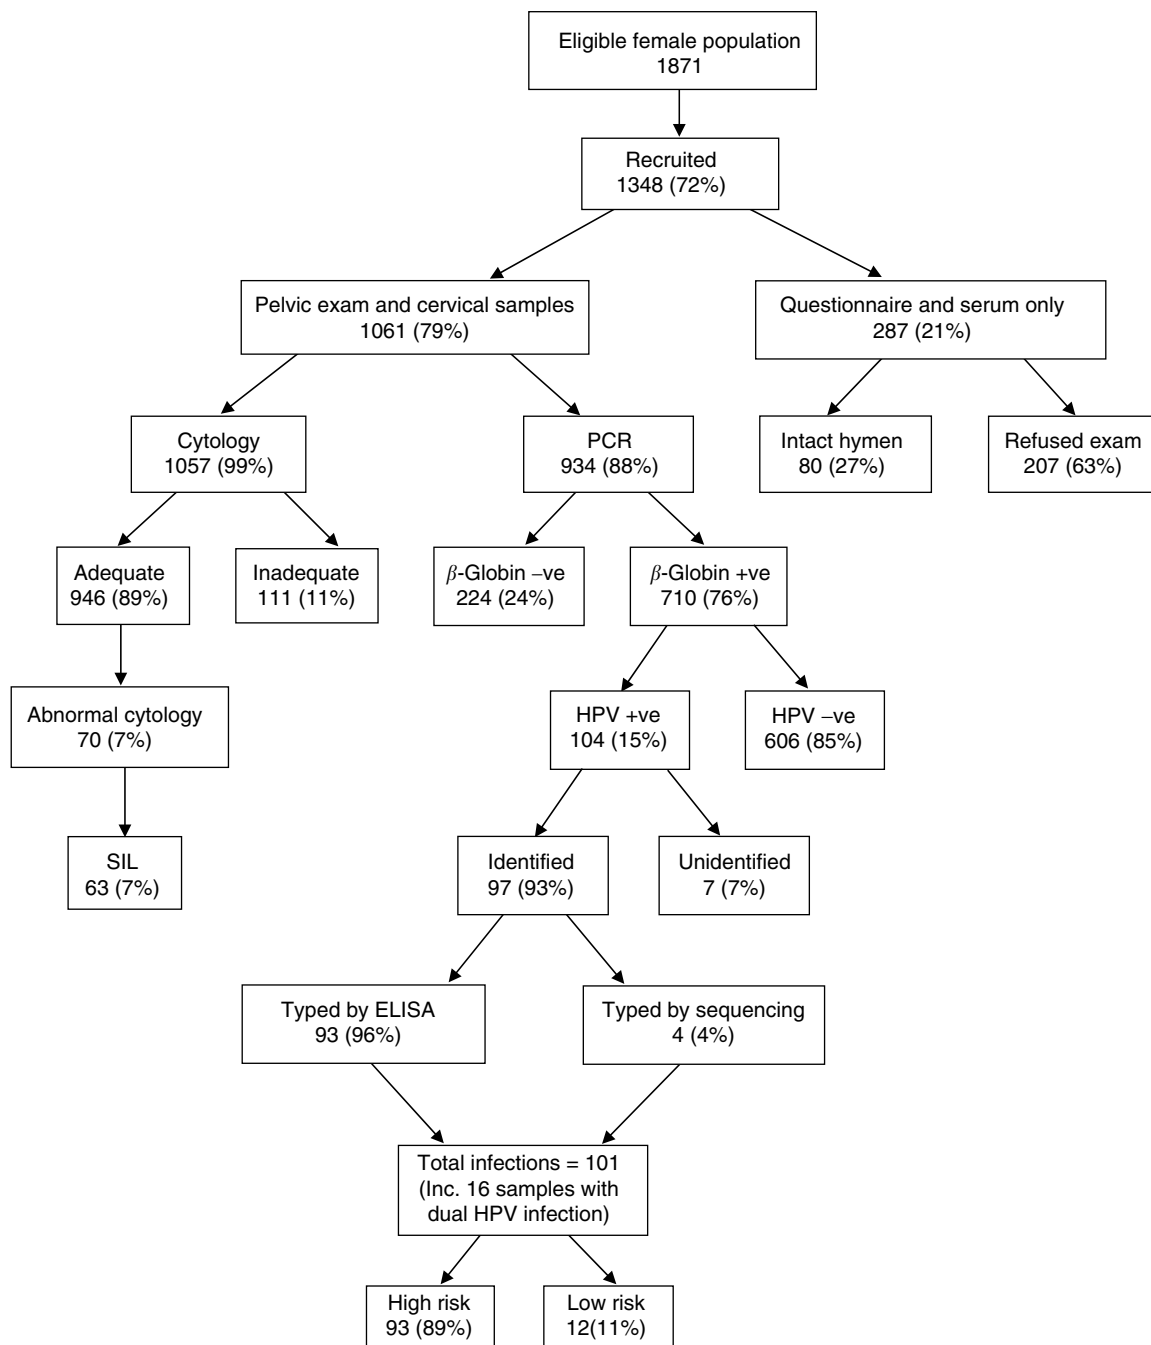 Eligible female population
1871
Recruited
1348 (72%)
Pelvic exam and cervical samples
1061 (79%)
Questionnaire and serum only
287 (21%)
Cytology
1057 (99%)
PCR
934 (88%)
Intact hymen
80 (27%)
Refused exam
207 (63%)
Adequate
946 (89%)
Inadequate
111 (11%)
β-Globin –ve
224 (24%)
β-Globin +ve
710 (76%)
Abnormal cytology
70 (7%)
HPV +ve
104 (15%)
HPV –ve
606 (85%)
SIL
63 (7%)
Identified
97 (93%)
Unidentified
7 (7%)
Typed by ELISA
93 (96%)
Typed by sequencing
4 (4%)
Total infections = 101
(Inc. 16 samples with
dual HPV infection)
High risk
93 (89%)
Low risk
12(11%)